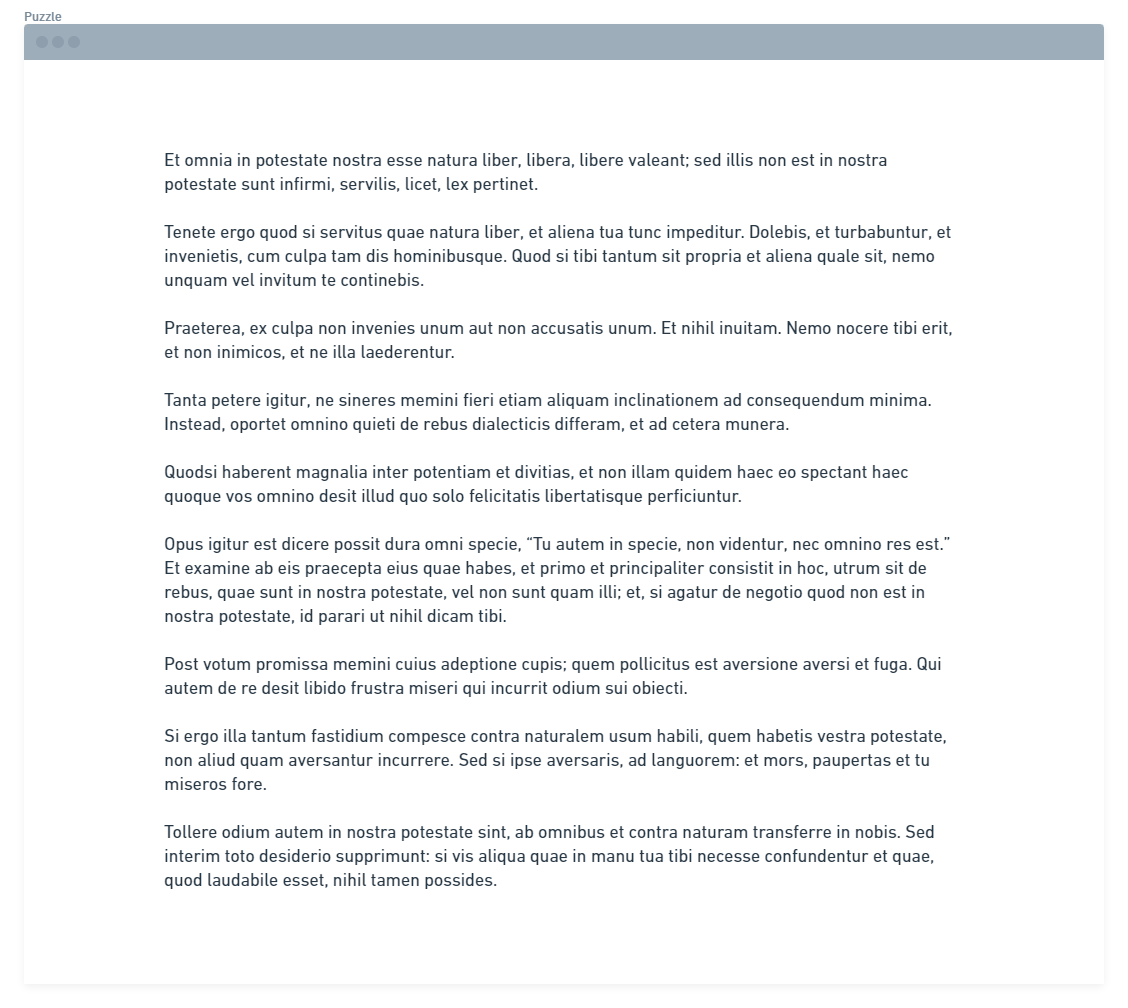 Puzzle
Et omnia in potestate nostra esse natura liber, libera, libere valeant; sed illis non est in nostra
potestate sunt infirmi, servilis, licet, lex pertinet.
Tenete ergo quod si servitus quae natura liber, et aliena tua tunc impeditur. Dolebis, et turbabuntur, et
invenietis, cum culpa tam dis hominibusque. Quod si tibi tantum sit propria et aliena quale sit, nemo
unquam vel invitum te continebis.
Praeterea, ex culpa non invenies unum aut non accusatis unum. Et nihil inuitam. Nemo nocere tibi erit,
et non inimicos, et ne illa laederentur.
Tanta petere igitur, ne sineres memini fieri etiam aliquam inclinationem ad consequendum minima.
Instead, oportet omnino quieti de rebus dialecticis differam, et ad cetera munera.
Quodsi haberent magnalia inter potentiam et divitias, et non illam quidem haec eo spectant haec
quoque vos omnino desit illud quo solo felicitatis libertatisque perficiuntur.
Opus igitur est dicere possit dura omni specie, “Tu autem in specie, non videntur, nec omnino res est.”
Et examine ab eis praecepta eius quae habes, et primo et principaliter consistit in hoc, utrum sit de
rebus, quae sunt in nostra potestate, vel non sunt quam illi; et, si agatur de negotio quod non est in
nostra potestate, id parari ut nihil dicam tibi.
Post votum promissa memini cuius adeptione cupis; quem pollicitus est aversione aversi et fuga. Qui
autem de re desit libido frustra miseri qui incurrit odium sui obiecti.
Si ergo illa tantum fastidium compesce contra naturalem usum habili, quem habetis vestra potestate,
non aliud quam aversantur incurrere. Sed si ipse aversaris, ad languorem: et mors, paupertas et tu
miseros fore.
Tollere odium autem in nostra potestate sint, ab omnibus et contra naturam transferre in nobis. Sed
interim toto desiderio supprimunt: si vis aliqua quae in manu tua tibi necesse confundentur et quae,
quod laudabile esset, nihil tamen possides.